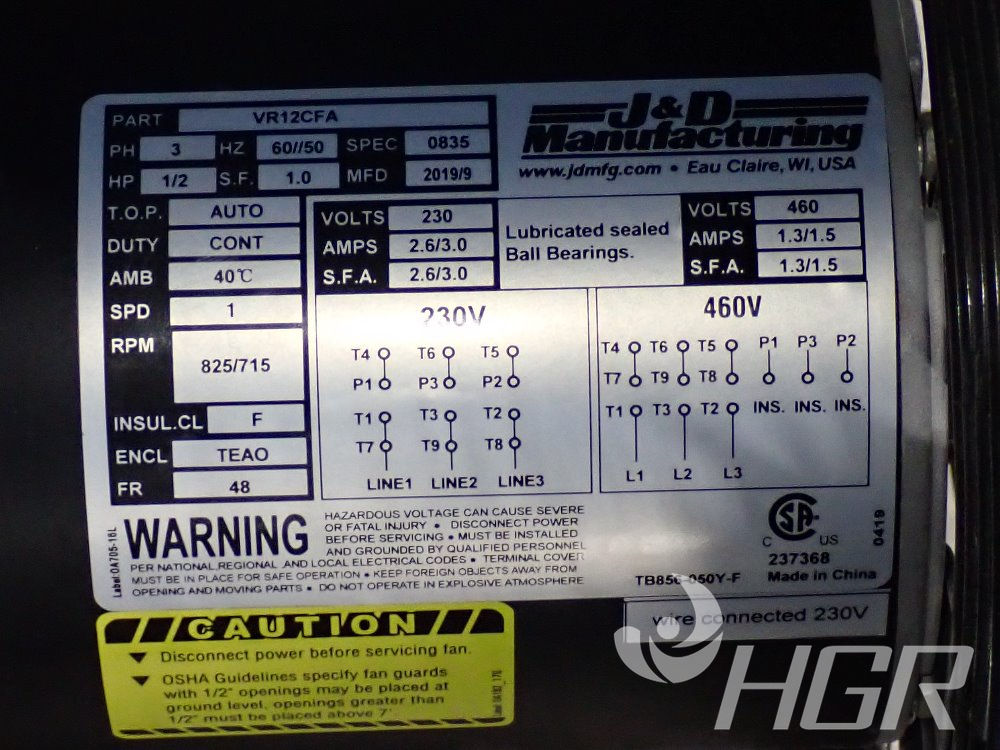 PART VR12CFA
J&D
Manufacturing
www.jdmfg.com • Eau Claire, WI, USA
PH 3 HZ 60//50 SPEC 0835
HP 1/2 S.F. 1.0 MFD 2019/9
T.O.P. AUTO
DUTY CONT
AMB 40℃
SPD 1
RPM 825/715
INSUL.CL F
ENCL TEAO
FR 48
VOLTS 230
AMPS 2.6/3.0
S.F.A. 2.6/3.0
Lubricated sealed
Ball Bearings.
VOLTS 460
AMPS 1.3/1.5
S.F.A. 1.3/1.5
230V
T4 T6 T5
P1 P3 P2
T1 T3 T2
T7 T9 T8
LINE1 LINE2 LINE3
460V
T4 T6 T5 P1 P3 P2
T7 T9 T8
T1 T3 T2 INS. INS. INS.
L1 L2 L3
WARNING
HAZARDOUS VOLTAGE CAN CAUSE SEVERE
OR FATAL INJURY • DISCONNECT POWER
BEFORE SERVICING • MUST BE INSTALLED
AND GROUNDED BY QUALIFIED PERSONNEL
PER NATIONAL,REGIONAL AND LOCAL ELECTRICAL CODES • TERMINAL COVER
MUST BE IN PLACE FOR SAFE OPERATION • KEEP FOREIGN OBJECTS AWAY FROM
OPENING AND MOVING PARTS • DO NOT OPERATE IN EXPLOSIVE ATMOSPHERE
Label:OA705-16L
CSA
C US
237368
0419
TB856-050Y-F Made in China
wire connected 230V
CAUTION
Disconnect power before servicing fan.
OSHA Guidelines specify fan guards
with 1/2" openings may be placed at
ground level, openings greater than
1/2" must be placed above 7'.
HGR